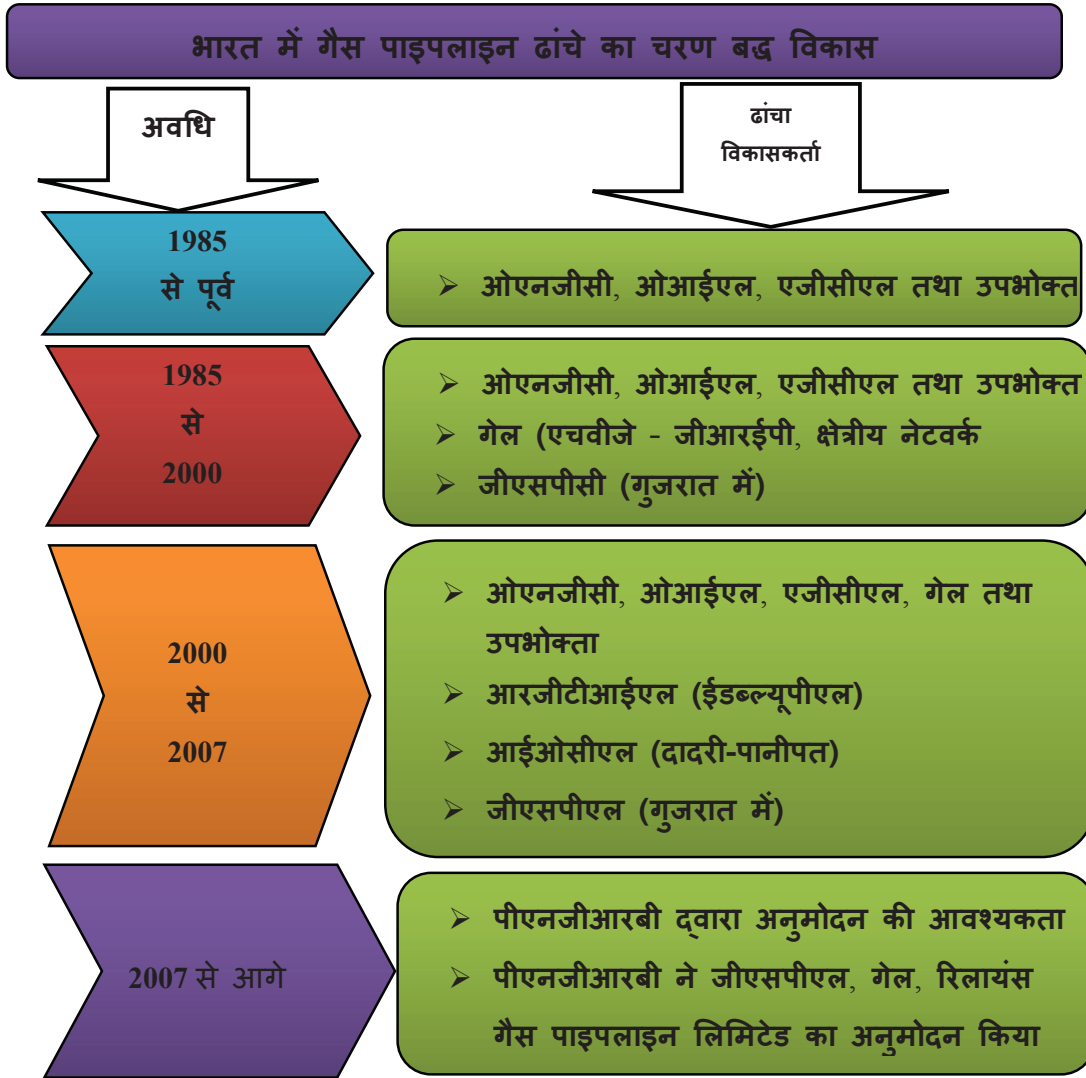 भारत में गैस पाइपलाइन ढांचे का चरण बद्ध विकास
अवधि
ढांचा
विकासकर्ता
1985
से पूर्व
➢ ओएनजीसी, ओआईएल, एजीसीएल तथा उपभोक्त
1985
से
2000
➢ ओएनजीसी, ओआईएल, एजीसीएल तथा उपभोक्त
➢ गेल (एचवीजे - जीआरईपी, क्षेत्रीय नेटवर्क
➢ जीएसपीसी (गुजरात में)
2000
से
2007
➢ ओएनजीसी, ओआईएल, एजीसीएल, गेल तथा
उपभोक्ता
➢ आरजीटीआईएल (ईडब्ल्यूपीएल)
➢ आईओसीएल (दादरी-पानीपत)
➢ जीएसपीएल (गुजरात में)
2007 से आगे
➢ पीएनजीआरबी द्वारा अनुमोदन की आवश्यकता
➢ पीएनजीआरबी ने जीएसपीएल, गेल, रिलायंस
गैस पाइपलाइन लिमिटेड का अनुमोदन किया